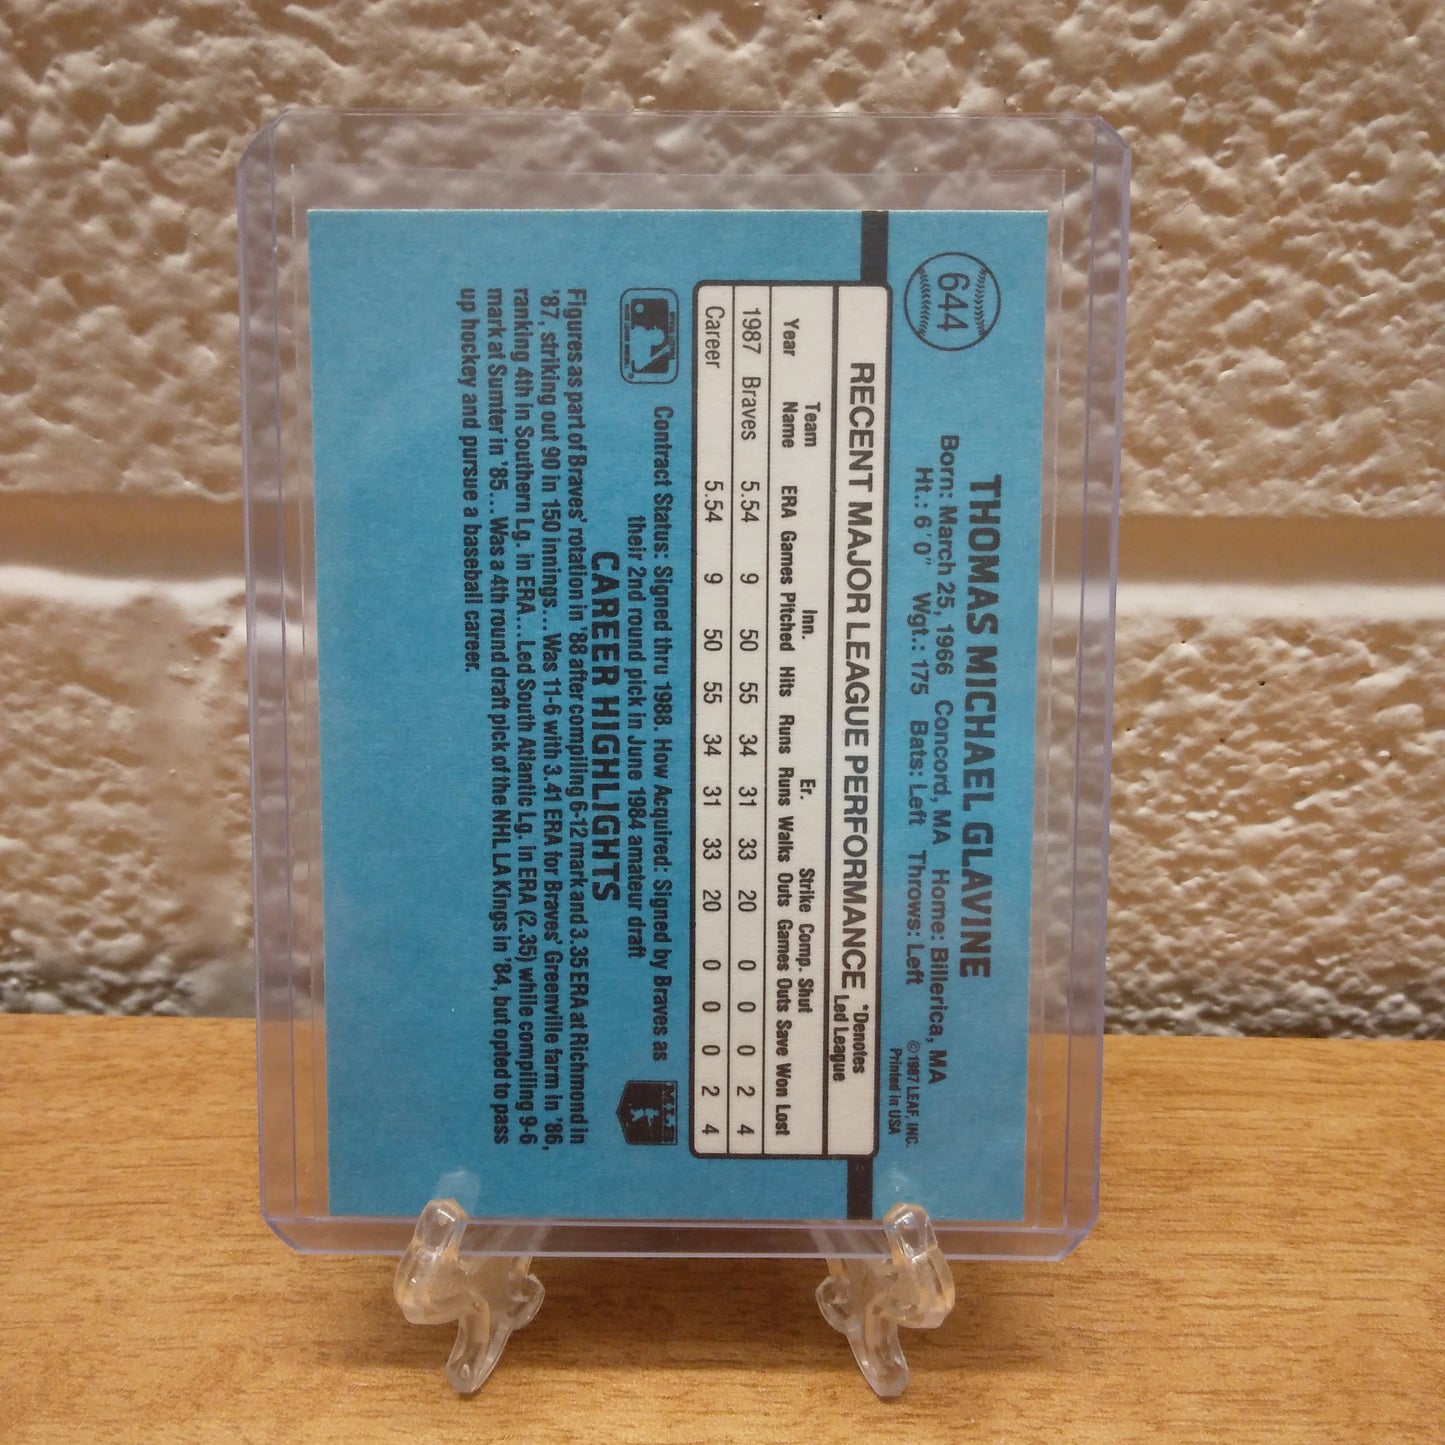 644
THOMAS MICHAEL GLAVINE
Born: March 25, 1966 Concord, MA Home: Billerica, MA
Ht.: 6'0" Wgt.: 175 Bats: Left Throws: Left
©1987 LEAF, INC.
Printed in USA
RECENT MAJOR LEAGUE PERFORMANCE *Denotes Led League
Team Inn. Er. Strike Comp. Shut
Year Name ERA Games Pitched Hits Runs Runs Walks Outs Games Outs Save Won Lost
1987 Braves 5.54 9 50 55 34 31 33 20 0 0 0 2 4
Career 5.54 9 50 55 34 31 33 20 0 0 0 2 4
Contract Status: Signed thru 1988. How Acquired: Signed by Braves as
their 2nd round pick in June 1984 amateur draft
MLB
CAREER HIGHLIGHTS
Figures as part of Braves' rotation in '88 after compiling 6-12 mark and 3.35 ERA at Richmond in
'87, striking out 90 in 150 innings... Was 11-6 with 3.41 ERA for Braves' Greenville farm in '86,
ranking 4th in Southern Lg. in ERA... Led South Atlantic Lg. in ERA (2.35) while compiling 9-6
mark at Sumter in '85... Was a 4th round draft pick of the NHL LA Kings in '84, but opted to pass
up hockey and pursue a baseball career.